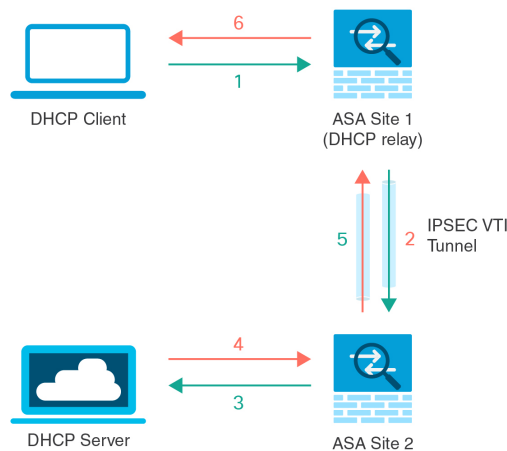 6
1
DHCP Client
ASA Site 1
(DHCP relay)
5
2
IPSEC VTI
Tunnel
4
3
DHCP Server
ASA Site 2